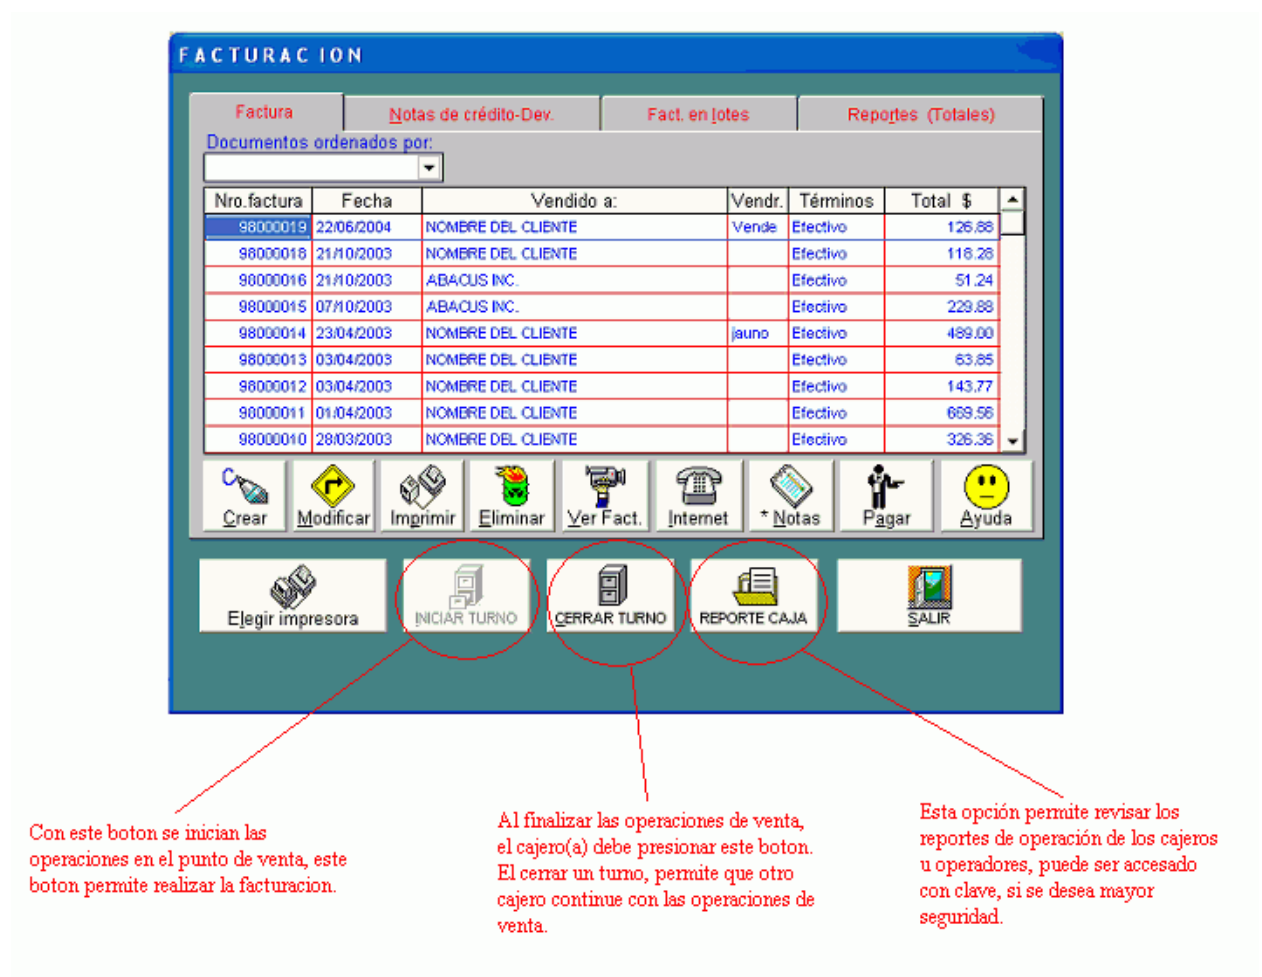 FACTURACION
Factura Notas de crédito-Dev. Fact. en lotes Reportes (Totales)
Documentos ordenados por:
Nro.factura Fecha Vendido a: Vendr. Términos Total $
98000019 22/06/2004 NOMBRE DEL CLIENTE Vende Efectivo 126.88
98000018 21/10/2003 NOMBRE DEL CLIENTE Efectivo 118.28
98000016 21/10/2003 ABACUS INC. Efectivo 51.24
98000015 07/10/2003 ABACUS INC. Efectivo 229.88
98000014 23/04/2003 NOMBRE DEL CLIENTE jauno Efectivo 489.00
98000013 03/04/2003 NOMBRE DEL CLIENTE Efectivo 63.85
98000012 03/04/2003 NOMBRE DEL CLIENTE Efectivo 143.77
98000011 01/04/2003 NOMBRE DEL CLIENTE Efectivo 669.56
98000010 28/03/2003 NOMBRE DEL CLIENTE Efectivo 326.36
Crear Modificar Imprimir Eliminar Ver Fact. Internet * Notas Pagar Ayuda
Elegir impresora INICIAR TURNO CERRAR TURNO REPORTE CAJA SALIR
Con este boton se inician las
operaciones en el punto de venta, este
boton permite realizar la facturacion.
Al finalizar las operaciones de venta,
el cajero(a) debe presionar este boton.
El cerrar un turno, permite que otro
cajero continue con las operaciones de
venta.
Esta opción permite revisar los
reportes de operación de los cajeros
u operadores, puede ser accesado
con clave, si se desea mayor
seguridad.